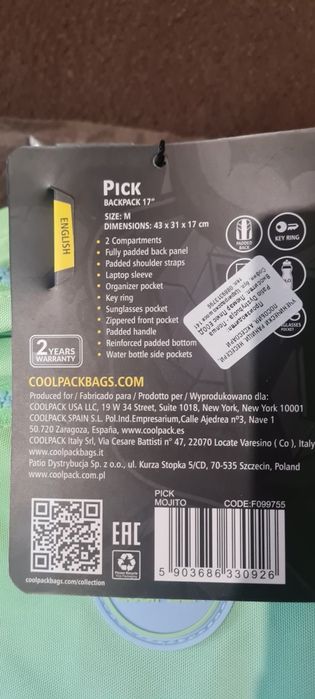 PICK
BACKPACK 17"
SIZE: M
DIMENSIONS: 43 x 31 x 17 cm
ENGLISH
• 2 Compartments
• Fully padded back panel
• Padded shoulder straps
• Laptop sleeve
• Organizer pocket
• Key ring
• Sunglasses pocket
• Zippered front pocket
• Padded handle
• Reinforced padded bottom
• Water bottle side pockets
PADDED
BACK
KEY RING
POCKET
2 YEARS
WARRANTY
COOLPACKBAGS.COM
Produced for / Fabricado para / Prodotto per / Wyprodukowano dla:
COOLPACK USA LLC, 19 W 34 Street, Suite 1018, New York, New York 10001
COOLPACK SPAIN S.L. Pol.Ind.Empresarium,Calle Ajedrea nº3, Nave 1
50.720 Zaragoza, España, www.coolpack.es
COOLPACK Italy Srl, Via Cesare Battisti n° 47, 22070 Locate Varesino ( Co ), Italy
www.coolpackbags.it
Patio Dystrybucja Sp. z o.o., ul. Kurza Stopka 5/CD, 70-535 Szczecin, Poland
www.coolpack.com.pl
coolpackbags.com/collection
EAC
PICK
MOJITO
CODE:F099755
5 903686 330926